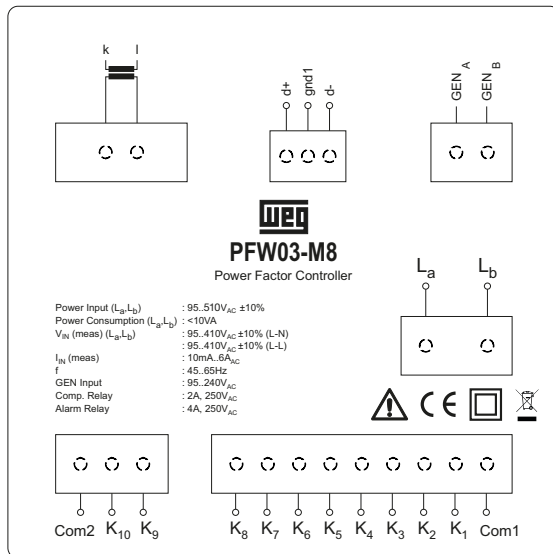 k l
d+ gnd1 d-
GEN A GEN B
weg
PFW03-M8
Power Factor Controller
La Lb
Power Input (La,Lb) : 95..510VAC ±10%
Power Consumption (La,Lb) : <10VA
VIN (meas) (La,Lb) : 95..410VAC ±10% (L-N)
: 95..410VAC ±10% (L-L)
IIN (meas) : 10mA..6AAC
f : 45..65Hz
GEN Input : 95..240VAC
Comp. Relay : 2A, 250VAC
Alarm Relay : 4A, 250VAC
CE
Com2 K10 K9
K8 K7 K6 K5 K4 K3 K2 K1 Com1